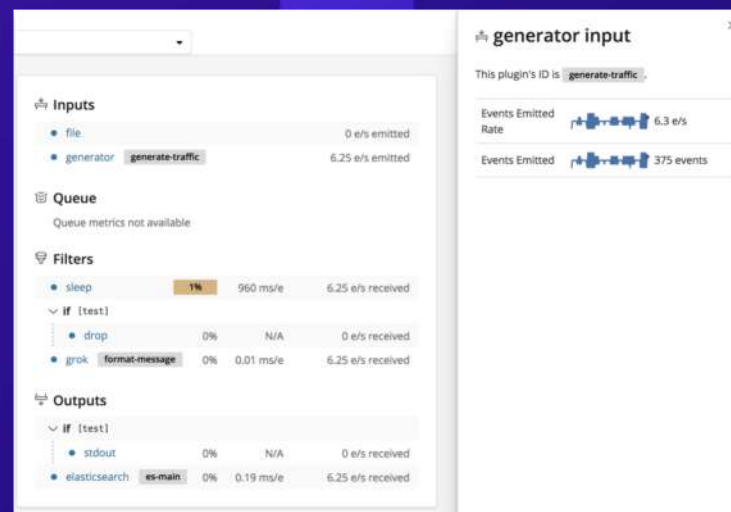 Inputs
file 0 e/s emitted
generator generate-traffic 6.25 e/s emitted
Queue
Queue metrics not available
Filters
sleep 1% 960 ms/e 6.25 e/s received
if [test]
drop 0% N/A 0 e/s received
grok format-message 0% 0.01 ms/e 6.25 e/s received
Outputs
if [test]
stdout 0% N/A 0 e/s received
elasticsearch es-main 0% 0.19 ms/e 6.25 e/s received
generator input
This plugin's ID is generate-traffic .
Events Emitted
Rate 6.3 e/s
Events Emitted 375 events